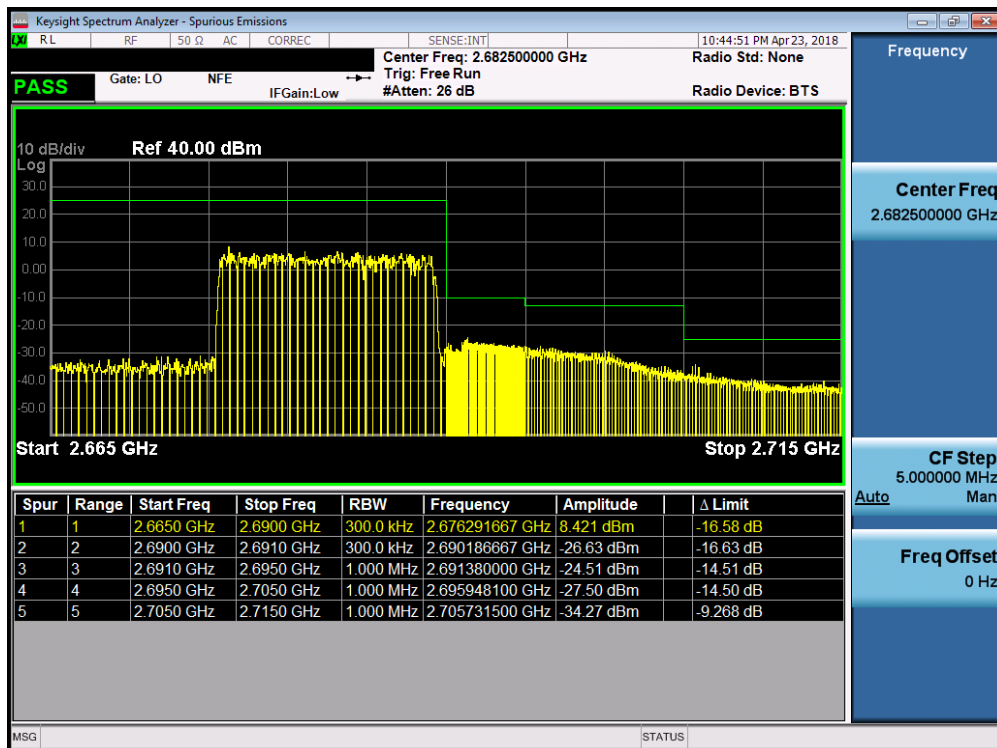 Keysight Spectrum Analyzer - Spurious Emissions
LXI RL RF 50 Ω AC CORREC SENSE:INT 10:44:51 PM Apr 23, 2018
Center Freq: 2.682500000 GHz Radio Std: None
Gate: LO NFE Trig: Free Run
PASS IFGain:Low #Atten: 26 dB Radio Device: BTS
10 dB/div Ref 40.00 dBm
Log
30.0
20.0
10.0
0.00
-10.0
-20.0
-30.0
-40.0
-50.0
Start 2.665 GHz Stop 2.715 GHz
Spur Range Start Freq Stop Freq RBW Frequency Amplitude Δ Limit
1 1 2.6650 GHz 2.6900 GHz 300.0 kHz 2.676291667 GHz 8.421 dBm -16.58 dB
2 2 2.6900 GHz 2.6910 GHz 300.0 kHz 2.690186667 GHz -26.63 dBm -16.63 dB
3 3 2.6910 GHz 2.6950 GHz 1.000 MHz 2.691380000 GHz -24.51 dBm -14.51 dB
4 4 2.6950 GHz 2.7050 GHz 1.000 MHz 2.695948100 GHz -27.50 dBm -14.50 dB
5 5 2.7050 GHz 2.7150 GHz 1.000 MHz 2.705731500 GHz -34.27 dBm -9.268 dB
MSG STATUS
Frequency
Center Freq
2.682500000 GHz
CF Step
5.000000 MHz
Auto Man
Freq Offset
0 Hz